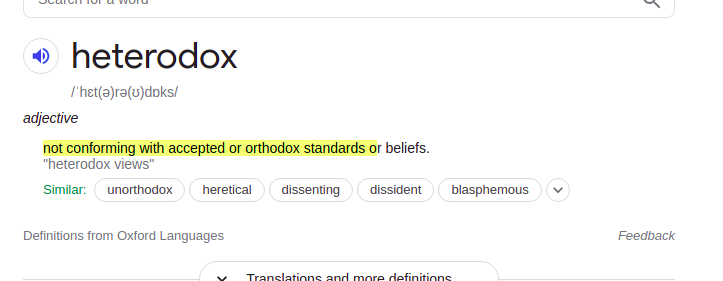 Search for a word
heterodox
/ˈhɛt(ə)rə(ʊ)dɒks/
adjective
not conforming with accepted or orthodox standards or beliefs.
"heterodox views"
Similar: unorthodox heretical dissenting dissident blasphemous
Definitions from Oxford Languages Feedback
Translations and more definitions